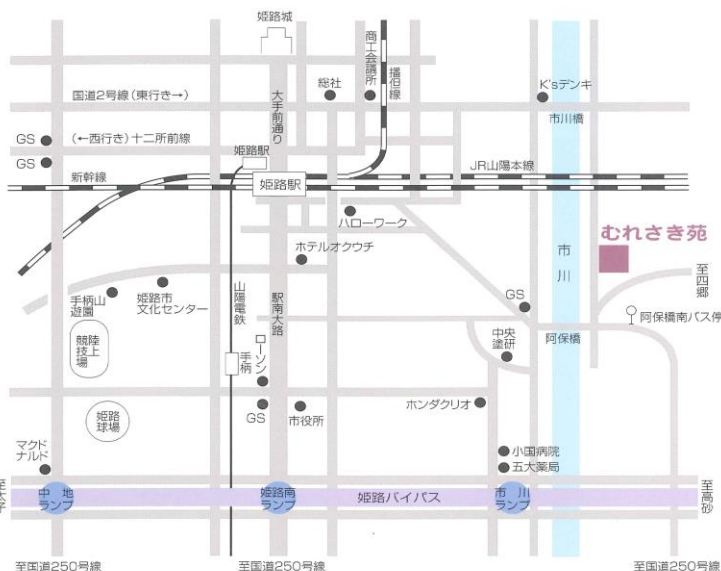 姫路城
商工会議所
播但線
総社
K'sデンキ
国道2号線（東行き→）
大手前通り
市川橋
GS
（←西行き）十二所前線
GS
姫路駅
JR山陽本線
新幹線
姫路駅
ハローワーク
むれさき苑
市川
ホテルオクウチ
至四郷
手柄山
遊園
姫路市
文化センター
山陽電鉄
駅南大路
GS
阿保橋南バス停
阿保橋
中央
塗研
競陸
技上
場
手柄
ローソン
姫路
球場
GS
市役所
ホンダクリオ
マクド
ナルド
小国病院
五大薬局
至太子
中地
ランプ
姫路南
ランプ
姫路バイパス
市川
ランプ
至高砂
至国道250号線
至国道250号線
至国道250号線